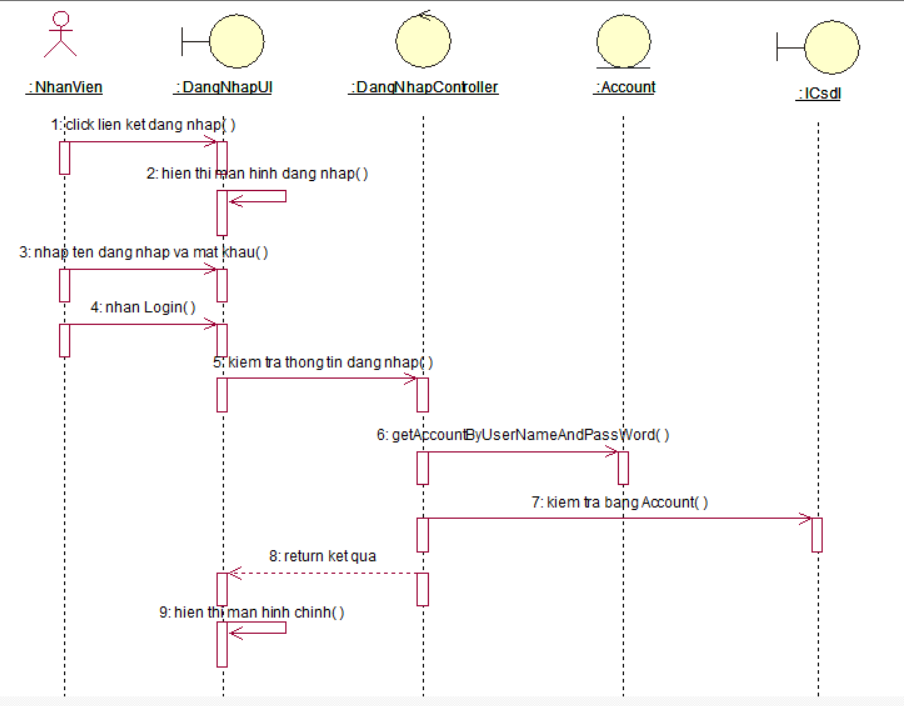 :NhanVien
:DangNhapUI
:DangNhapController
:Account
:ICsdl
1: click lien ket dang nhap( )
2: hien thi man hinh dang nhap( )
3: nhap ten dang nhap va mat khau( )
4: nhan Login( )
5: kiem tra thong tin dang nhap( )
6: getAccountByUserNameAndPassWord( )
7: kiem tra bang Account( )
8: return ket qua
9: hien thi man hinh chinh( )